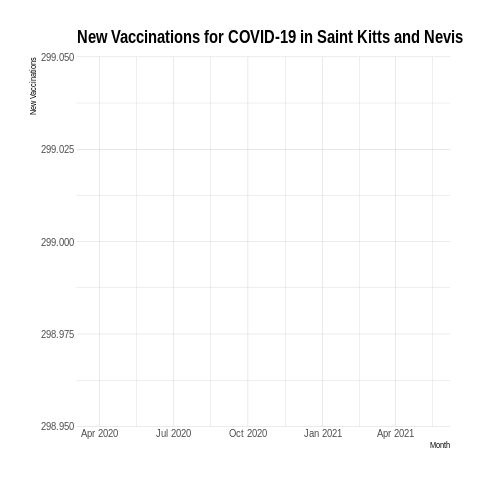 New Vaccinations for COVID-19 in Saint Kitts and Nevis
New Vaccinations
299.050
299.025
299.000
298.975
298.950
Apr 2020 Jul 2020 Oct 2020 Jan 2021 Apr 2021
Month